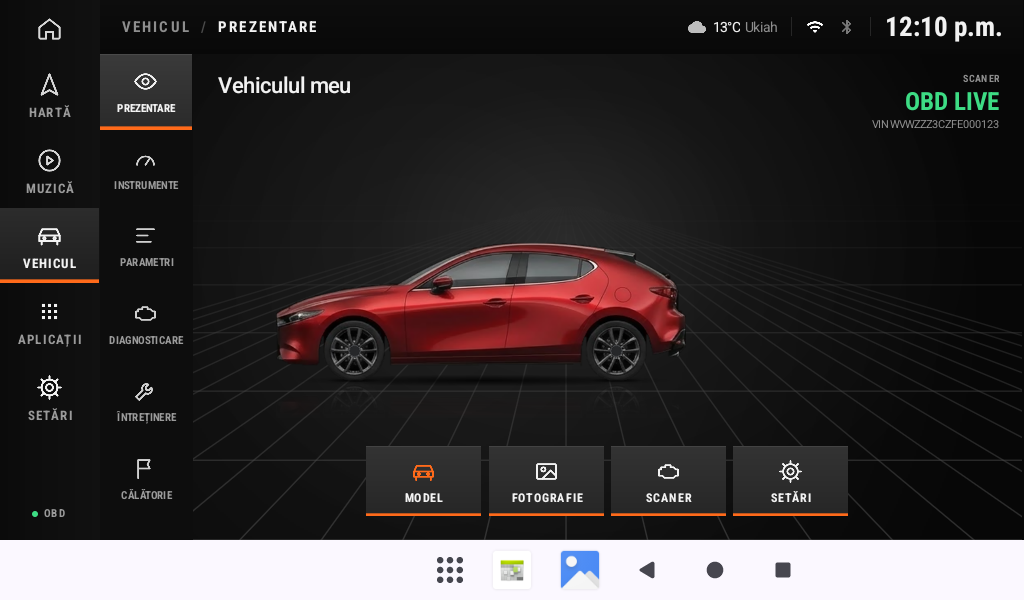 VEHICUL / PREZENTARE
13°C Ukiah
12:10 p.m.
HARTĂ
MUZICĂ
VEHICUL
APLICAȚII
SETĂRI
OBD
PREZENTARE
INSTRUMENTE
PARAMETRI
DIAGNOSTICARE
ÎNTREȚINERE
CĂLĂTORIE
Vehiculul meu
SCANER
OBD LIVE
VIN WVWZZZ3CZFE000123
MODEL
FOTOGRAFIE
SCANER
SETĂRI